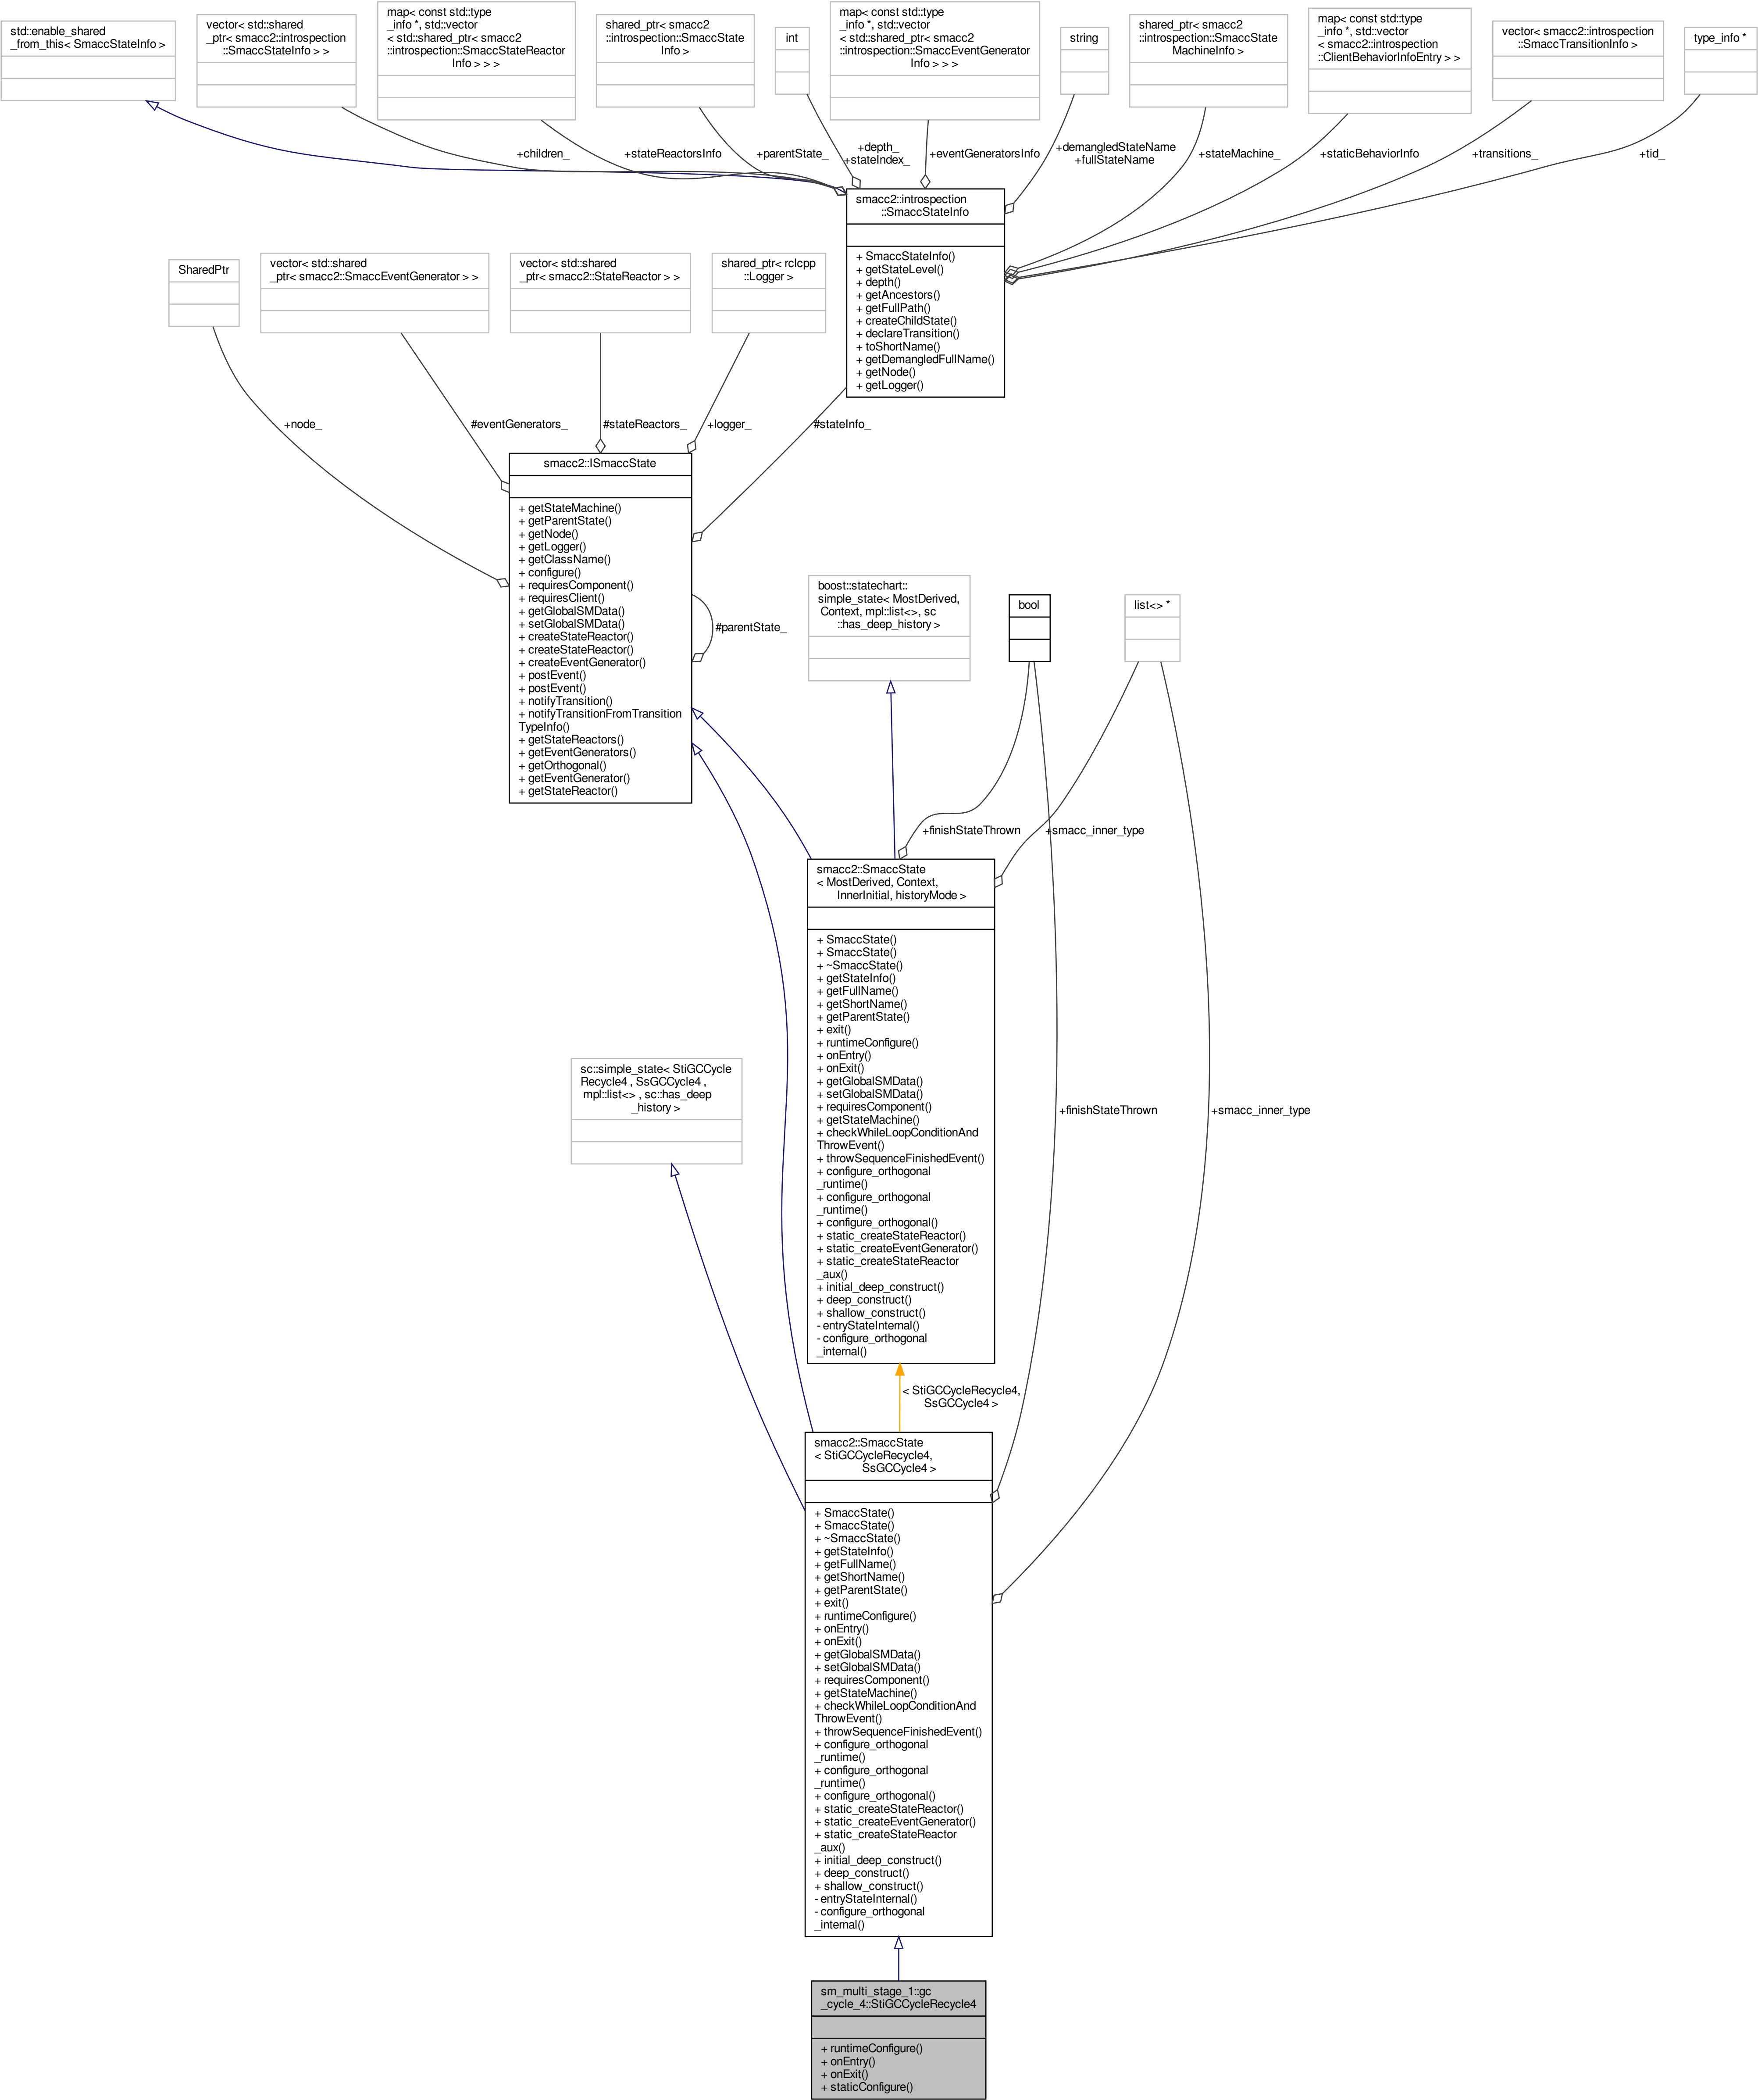 std::enable_shared
_from_this< SmaccStateInfo >
vector< std::shared
_ptr< smacc2::introspection
::SmaccStateInfo > >
map< const std::type
_info *, std::vector
< std::shared_ptr< smacc2
::introspection::SmaccStateReactor
Info > > >
shared_ptr< smacc2
::introspection::SmaccState
Info >
int
map< const std::type
_info *, std::vector
< std::shared_ptr< smacc2
::introspection::SmaccEventGenerator
Info > > >
string
shared_ptr< smacc2
::introspection::SmaccState
MachineInfo >
map< const std::type
_info *, std::vector
< smacc2::introspection
::ClientBehaviorInfoEntry > >
vector< smacc2::introspection
::SmaccTransitionInfo >
type_info *
+children_
+stateReactorsInfo
+parentState_
+depth_
+stateIndex_
+eventGeneratorsInfo
+demangledStateName
+fullStateName
+stateMachine_
+staticBehaviorInfo
+transitions_
+tid_
smacc2::introspection
::SmaccStateInfo
+ SmaccStateInfo()
+ getStateLevel()
+ depth()
+ getAncestors()
+ getFullPath()
+ createChildState()
+ declareTransition()
+ toShortName()
+ getDemangledFullName()
+ getNode()
+ getLogger()
SharedPtr
vector< std::shared
_ptr< smacc2::SmaccEventGenerator > >
vector< std::shared
_ptr< smacc2::StateReactor > >
shared_ptr< rclcpp
::Logger >
+node_
#eventGenerators_
#stateReactors_
+logger_
#stateInfo_
smacc2::ISmaccState
+ getStateMachine()
+ getParentState()
+ getNode()
+ getLogger()
+ getClassName()
+ configure()
+ requiresComponent()
+ requiresClient()
+ getGlobalSMData()
+ setGlobalSMData()
+ createStateReactor()
+ createStateReactor()
+ createEventGenerator()
+ postEvent()
+ postEvent()
+ notifyTransition()
+ notifyTransitionFromTransition
TypeInfo()
+ getStateReactors()
+ getEventGenerators()
+ getOrthogonal()
+ getEventGenerator()
+ getStateReactor()
#parentState_
boost::statechart::
simple_state< MostDerived,
Context, mpl::list<>, sc
::has_deep_history >
bool
list<> *
+finishStateThrown
+smacc_inner_type
smacc2::SmaccState
< MostDerived, Context,
InnerInitial, historyMode >
+ SmaccState()
+ SmaccState()
+ ~SmaccState()
+ getStateInfo()
+ getFullName()
+ getShortName()
+ getParentState()
+ exit()
+ runtimeConfigure()
+ onEntry()
+ onExit()
+ getGlobalSMData()
+ setGlobalSMData()
+ requiresComponent()
+ getStateMachine()
+ checkWhileLoopConditionAnd
ThrowEvent()
+ throwSequenceFinishedEvent()
+ configure_orthogonal
_runtime()
+ configure_orthogonal
_runtime()
+ configure_orthogonal()
+ static_createStateReactor()
+ static_createEventGenerator()
+ static_createStateReactor
_aux()
+ initial_deep_construct()
+ deep_construct()
+ shallow_construct()
- entryStateInternal()
- configure_orthogonal
_internal()
sc::simple_state< StiGCCycle
Recycle4 , SsGCCycle4 ,
mpl::list<> , sc::has_deep
_history >
+finishStateThrown
+smacc_inner_type
< StiGCCycleRecycle4,
SsGCCycle4 >
smacc2::SmaccState
< StiGCCycleRecycle4,
SsGCCycle4 >
+ SmaccState()
+ SmaccState()
+ ~SmaccState()
+ getStateInfo()
+ getFullName()
+ getShortName()
+ getParentState()
+ exit()
+ runtimeConfigure()
+ onEntry()
+ onExit()
+ getGlobalSMData()
+ setGlobalSMData()
+ requiresComponent()
+ getStateMachine()
+ checkWhileLoopConditionAnd
ThrowEvent()
+ throwSequenceFinishedEvent()
+ configure_orthogonal
_runtime()
+ configure_orthogonal
_runtime()
+ configure_orthogonal()
+ static_createStateReactor()
+ static_createEventGenerator()
+ static_createStateReactor
_aux()
+ initial_deep_construct()
+ deep_construct()
+ shallow_construct()
- entryStateInternal()
- configure_orthogonal
_internal()
sm_multi_stage_1::gc
_cycle_4::StiGCCycleRecycle4
+ runtimeConfigure()
+ onEntry()
+ onExit()
+ staticConfigure()